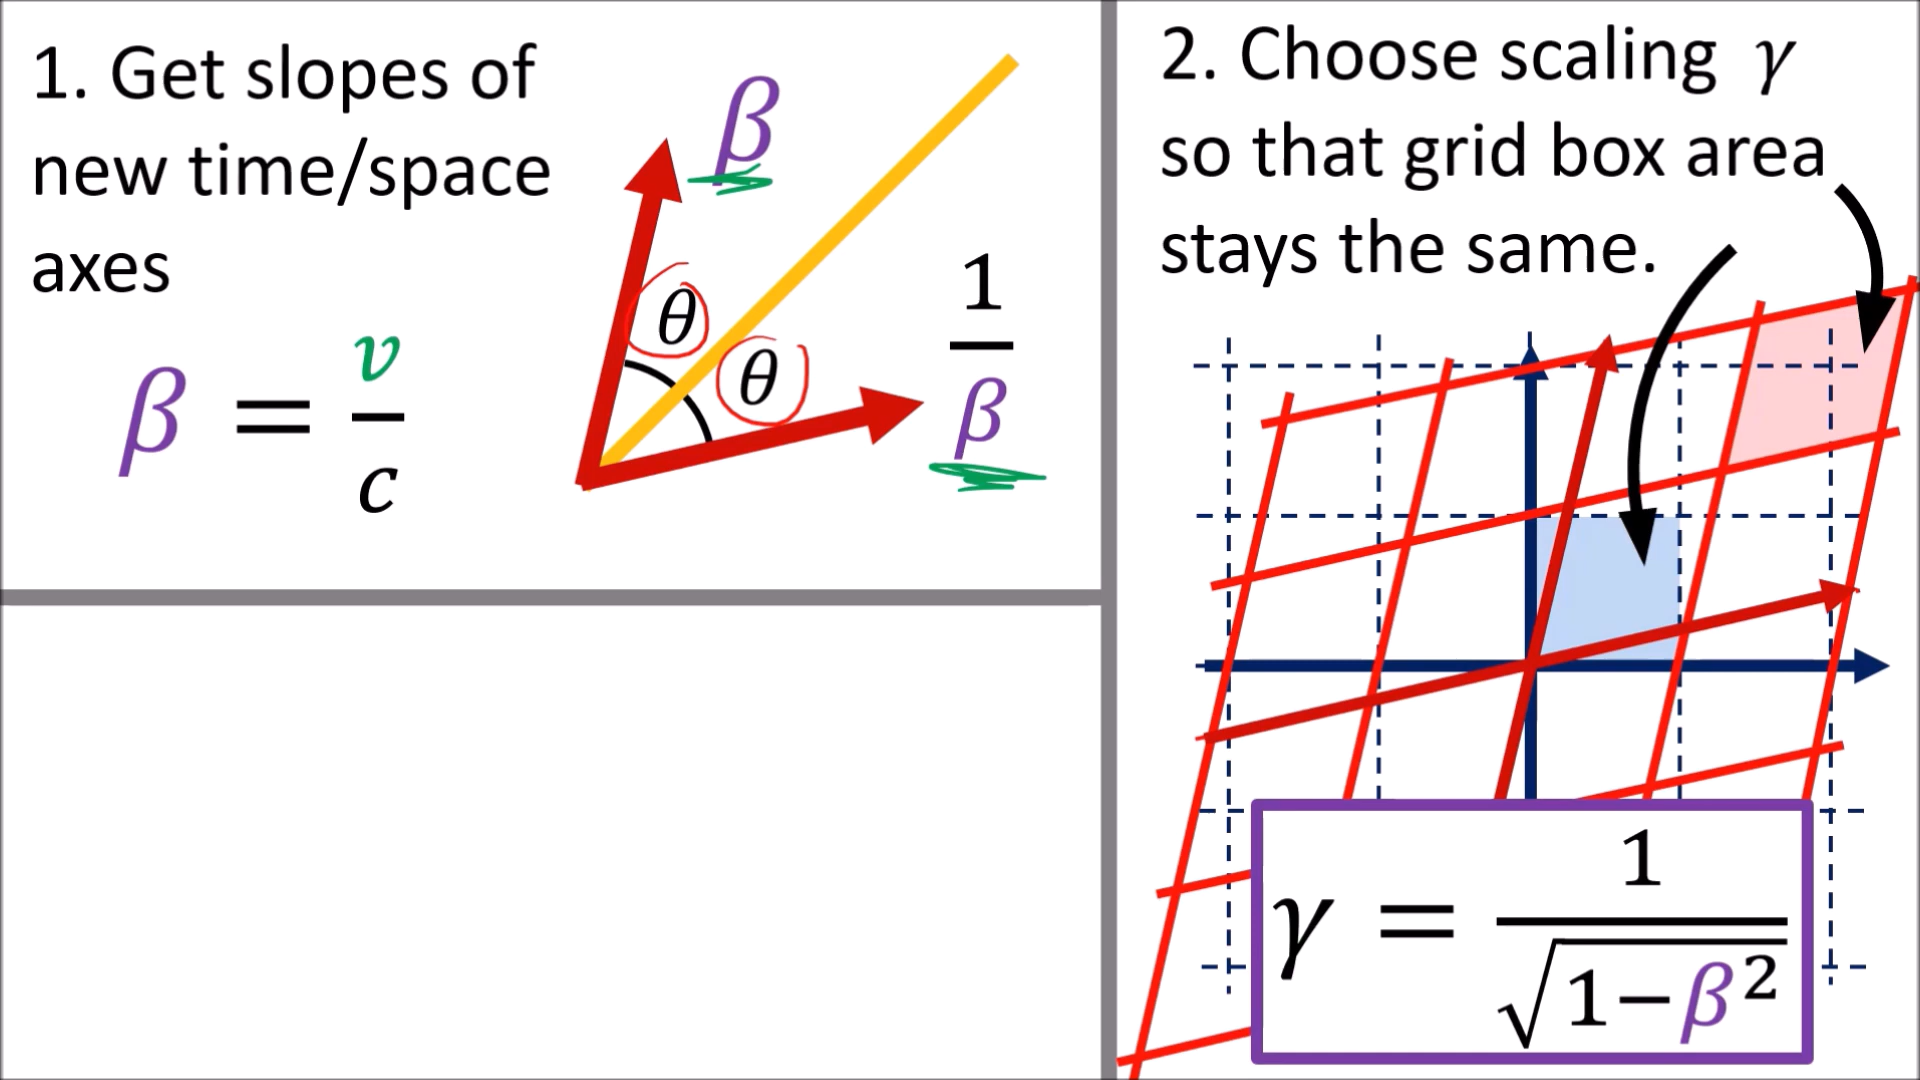 1. Get slopes of
new time/space
axes
β = v/c
β
θ
θ
1/β
2. Choose scaling γ
so that grid box area
stays the same.
γ = 1/√(1−β²)